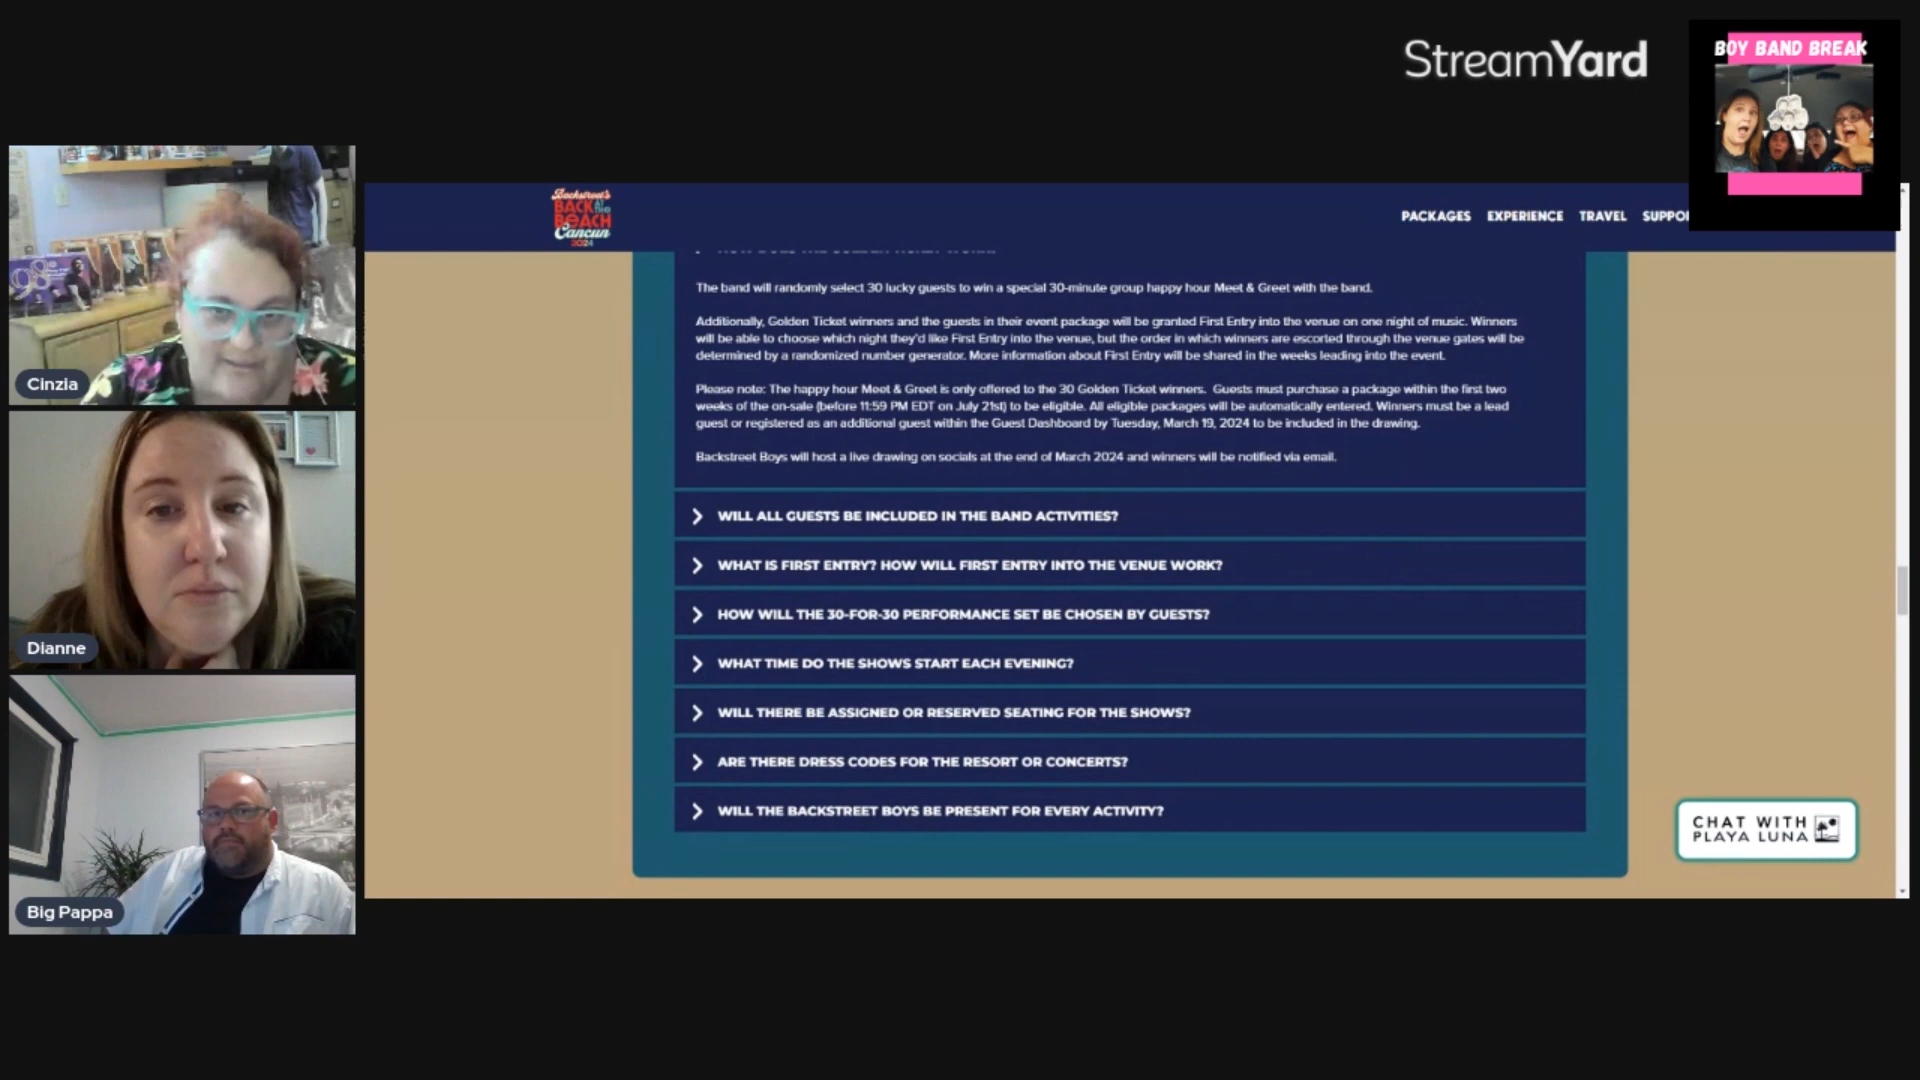 StreamYard
BOY BAND BREAK
Backstreet's
BACK AT THE
BEACH
Cancun
2024
PACKAGES EXPERIENCE TRAVEL SUPPO
The band will randomly select 30 lucky guests to win a special 30-minute group happy hour Meet & Greet with the band.
Additionally, Golden Ticket winners and the guests in their event package will be granted First Entry into the venue on one night of music. Winners
will be able to choose which night they'd like First Entry into the venue, but the order in which winners are escorted through the venue gates will be
determined by a randomized number generator. More information about First Entry will be shared in the weeks leading into the event.
Please note: The happy hour Meet & Greet is only offered to the 30 Golden Ticket winners. Guests must purchase a package within the first two
weeks of the on-sale (before 11:59 PM EDT on July 21st) to be eligible. All eligible packages will be automatically entered. Winners must be a lead
guest or registered as an additional guest within the Guest Dashboard by Tuesday, March 19, 2024 to be included in the drawing.
Backstreet Boys will host a live drawing on socials at the end of March 2024 and winners will be notified via email.
WILL ALL GUESTS BE INCLUDED IN THE BAND ACTIVITIES?
WHAT IS FIRST ENTRY? HOW WILL FIRST ENTRY INTO THE VENUE WORK?
HOW WILL THE 30-FOR-30 PERFORMANCE SET BE CHOSEN BY GUESTS?
WHAT TIME DO THE SHOWS START EACH EVENING?
WILL THERE BE ASSIGNED OR RESERVED SEATING FOR THE SHOWS?
ARE THERE DRESS CODES FOR THE RESORT OR CONCERTS?
WILL THE BACKSTREET BOYS BE PRESENT FOR EVERY ACTIVITY?
CHAT WITH
PLAYA LUNA
98
Cinzia
Dianne
Big Pappa